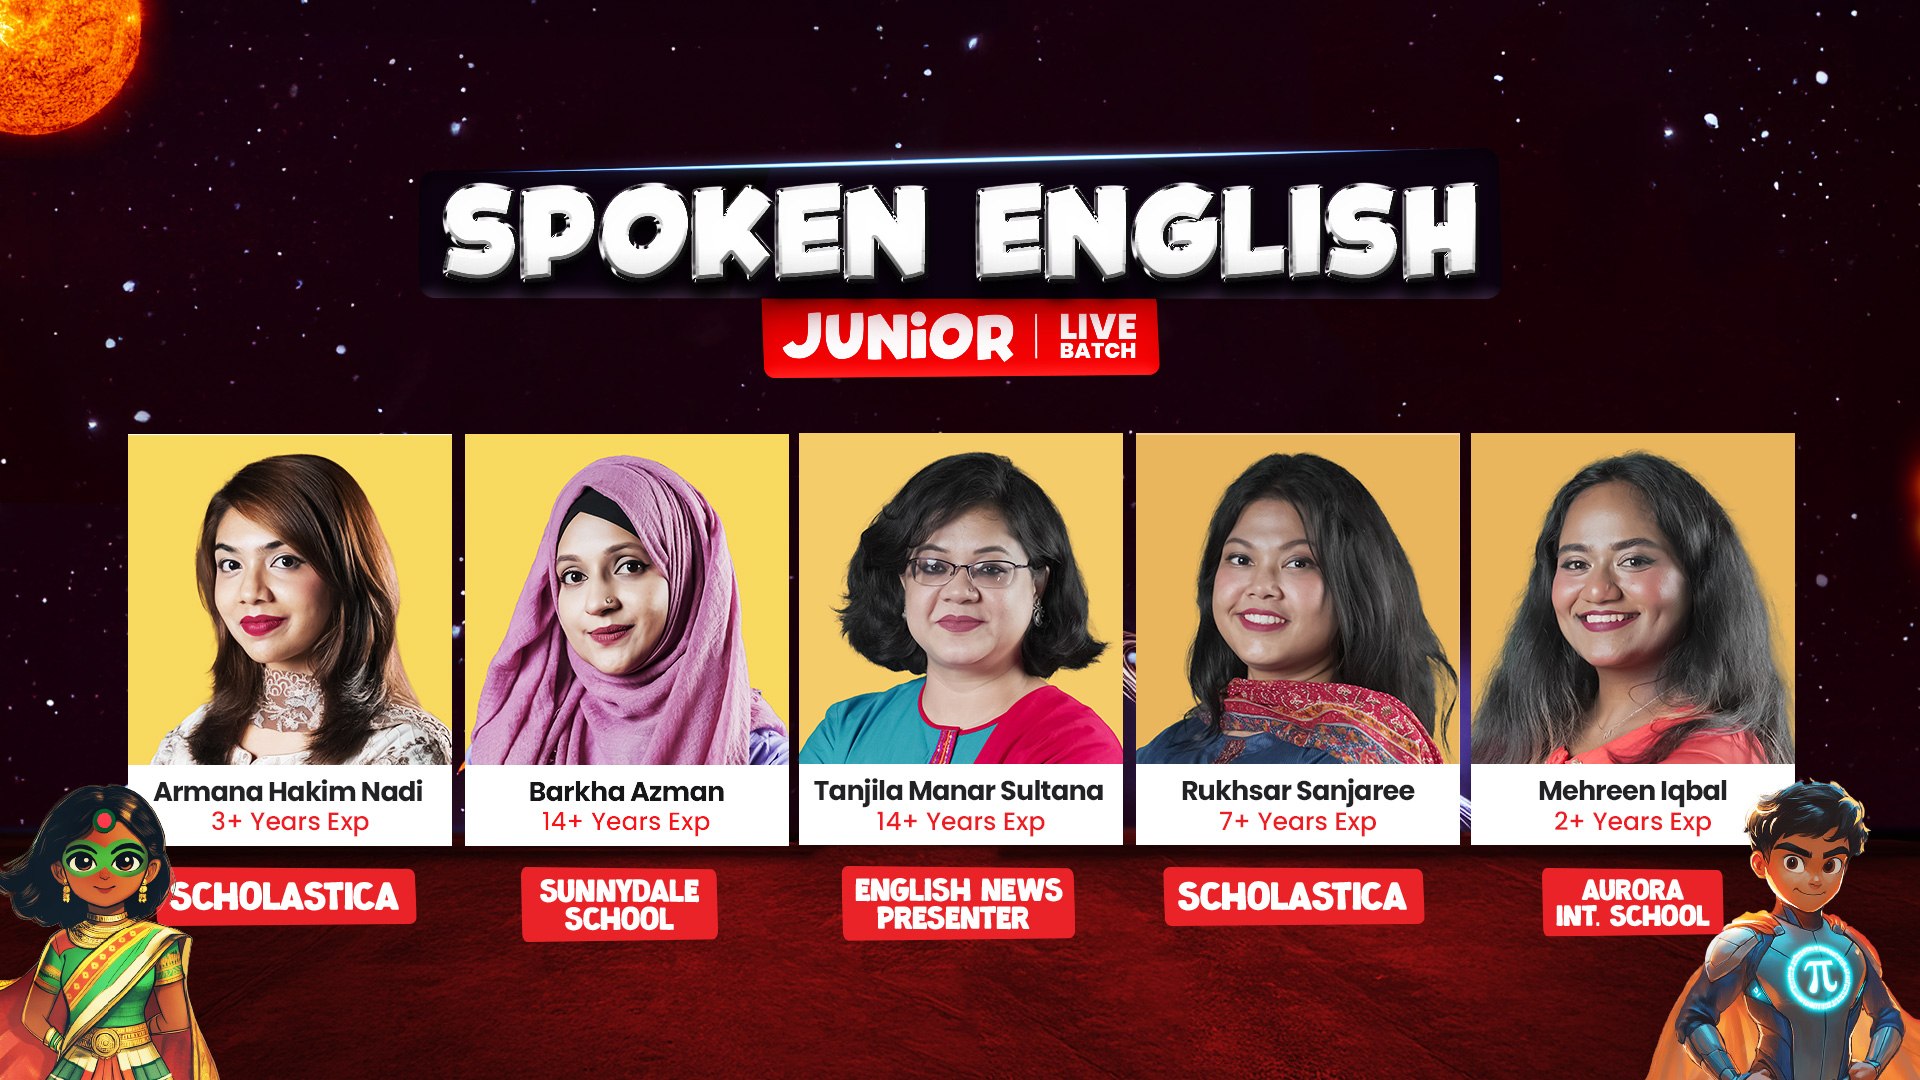 SPOKEN ENGLISH
JUNiOR | LIVE
BATCH
Armana Hakim Nadi
3+ Years Exp
SCHOLASTICA
Barkha Azman
14+ Years Exp
SUNNYDALE
SCHOOL
Tanjila Manar Sultana
14+ Years Exp
ENGLISH NEWS
PRESENTER
Rukhsar Sanjaree
7+ Years Exp
SCHOLASTICA
Mehreen Iqbal
2+ Years Exp
AURORA
INT. SCHOOL
π